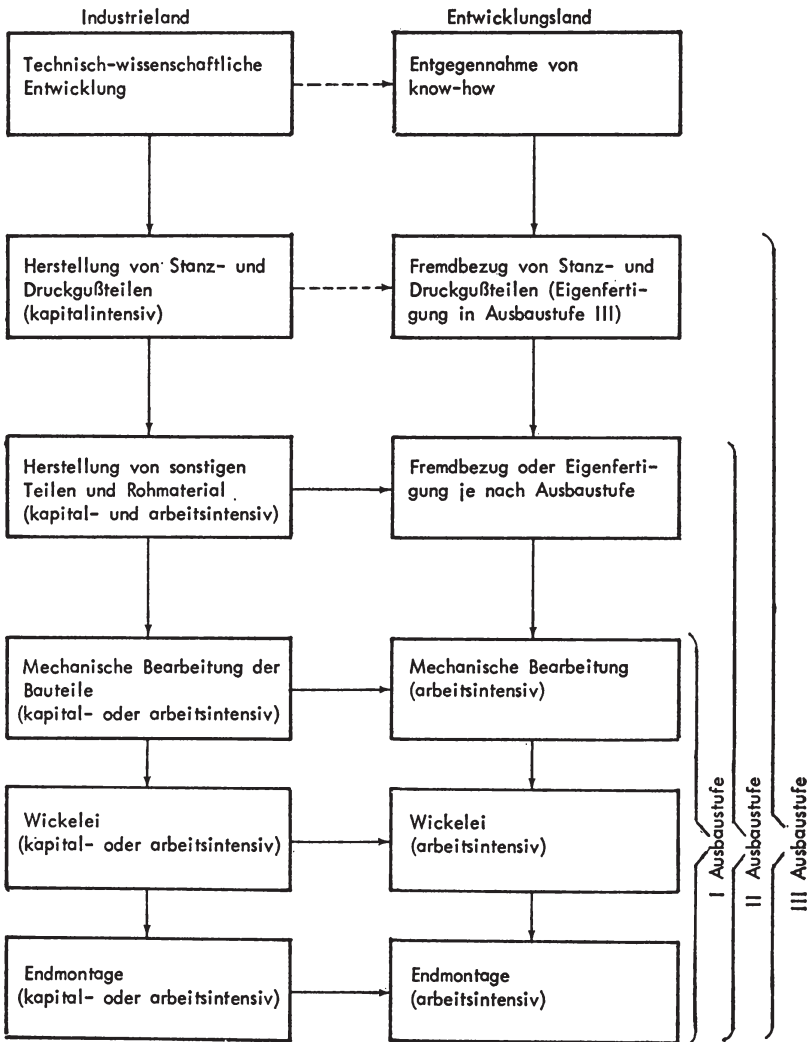 Industrieland
Entwicklungsland
Technisch-wissenschaftliche
Entwicklung
Entgegennahme von
know-how
Herstellung von Stanz- und
Druckgußteilen
(kapitalintensiv)
Fremdbezug von Stanz- und
Druckgußteilen (Eigenferti-
gung in Ausbaustufe III)
Herstellung von sonstigen
Teilen und Rohmaterial
(kapital- und arbeitsintensiv)
Fremdbezug oder Eigenferti-
gung je nach Ausbaustufe
Mechanische Bearbeitung der
Bauteile
(kapital- oder arbeitsintensiv)
Mechanische Bearbeitung
(arbeitsintensiv)
Wickelei
(kapital- oder arbeitsintensiv)
Wickelei
(arbeitsintensiv)
Endmontage
(kapital- oder arbeitsintensiv)
Endmontage
(arbeitsintensiv)
I Ausbaustufe
II Ausbaustufe
III Ausbaustufe